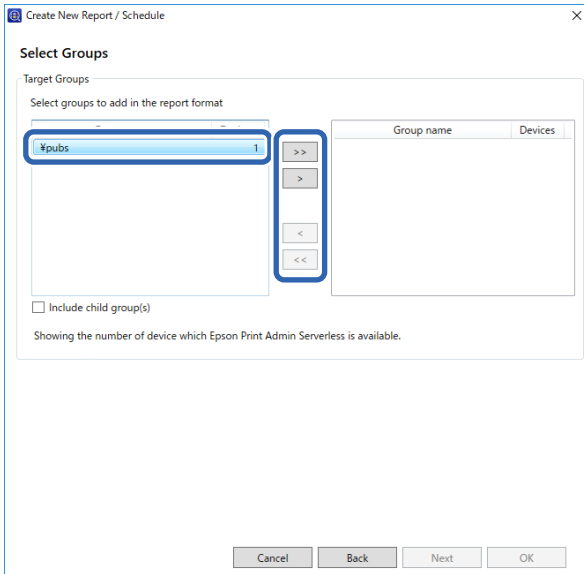 Create New Report / Schedule
Select Groups
Target Groups
Select groups to add in the report format
Group name Devices
¥pubs 1
>>
>
<
<<
Include child group(s)
Showing the number of device which Epson Print Admin Serverless is available.
Cancel Back Next OK